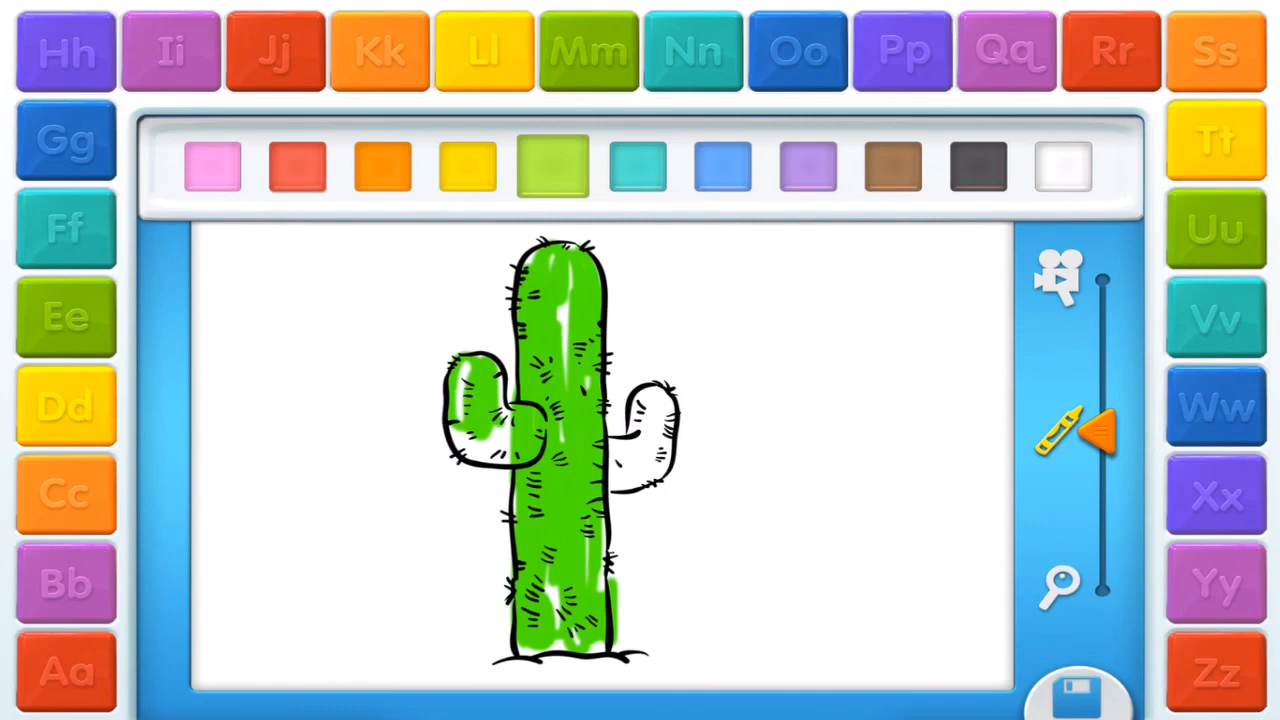 Hh Ii Jj Kk Ll Mm Nn Oo Pp Qq Rr Ss
Gg Tt
Ff Uu
Ee Vv
Dd Ww
Cc Xx
Bb Yy
Aa Zz